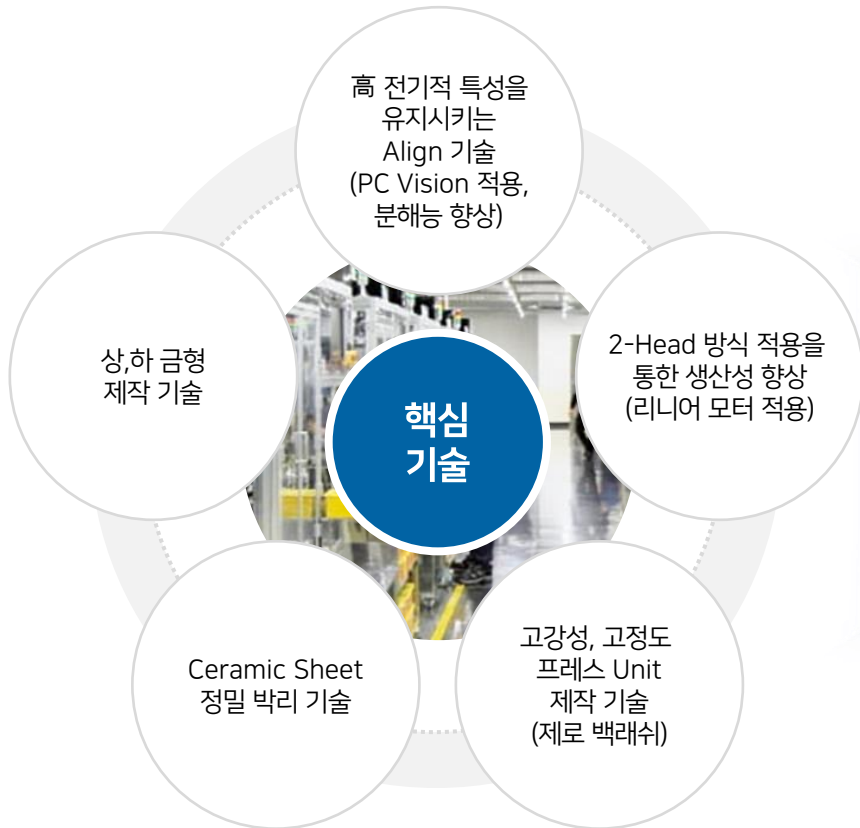 高 전기적 특성을
유지시키는
Align 기술
(PC Vision 적용,
분해능 향상)
2-Head 방식 적용을
통한 생산성 향상
(리니어 모터 적용)
고강성, 고정도
프레스 Unit
제작 기술
(제로 백래쉬)
Ceramic Sheet
정밀 박리 기술
상,하 금형
제작 기술
핵심
기술